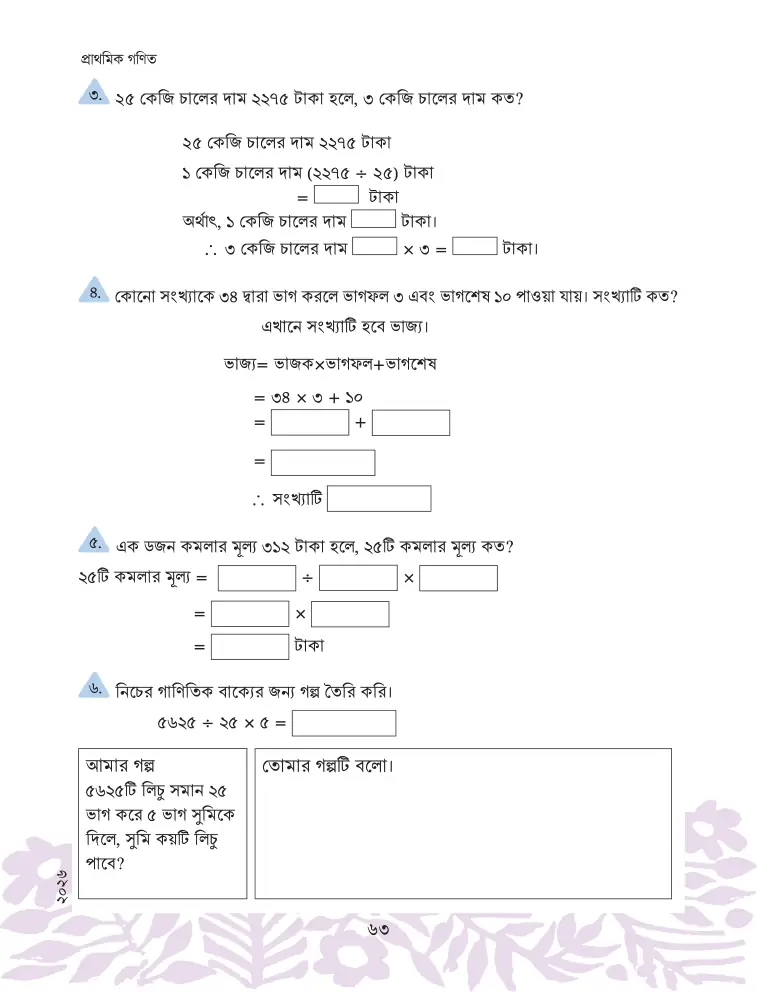 প্রাথমিক গণিত
৩. ২৫ কেজি চালের দাম ২২৭৫ টাকা হলে, ৩ কেজি চালের দাম কত?
২৫ কেজি চালের দাম ২২৭৫ টাকা
১ কেজি চালের দাম (২২৭৫ ÷ ২৫) টাকা
= টাকা
অর্থাৎ, ১ কেজি চালের দাম টাকা।
∴ ৩ কেজি চালের দাম × ৩ = টাকা।
৪. কোনো সংখ্যাকে ৩৪ দ্বারা ভাগ করলে ভাগফল ৩ এবং ভাগশেষ ১০ পাওয়া যায়। সংখ্যাটি কত?
এখানে সংখ্যাটি হবে ভাজ্য।
ভাজ্য= ভাজক×ভাগফল+ভাগশেষ
= ৩৪ × ৩ + ১০
= +
=
∴ সংখ্যাটি
৫. এক ডজন কমলার মূল্য ৩১২ টাকা হলে, ২৫টি কমলার মূল্য কত?
২৫টি কমলার মূল্য = ÷ ×
= ×
= টাকা
৬. নিচের গাণিতিক বাক্যের জন্য গল্প তৈরি করি।
৫৬২৫ ÷ ২৫ × ৫ =
আমার গল্প
৫৬২৫টি লিচু সমান ২৫
ভাগ করে ৫ ভাগ সুমিকে
দিলে, সুমি কয়টি লিচু
পাবে?
তোমার গল্পটি বলো।
২০২৬
৬৩